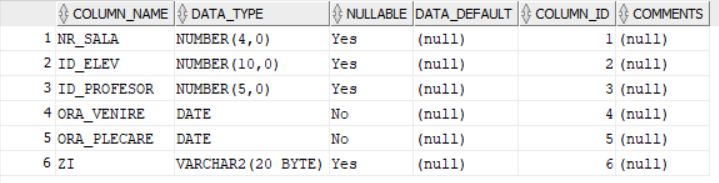 COLUMN_NAME DATA_TYPE NULLABLE DATA_DEFAULT COLUMN_ID COMMENTS
1 NR_SALA NUMBER(4,0) Yes (null) 1 (null)
2 ID_ELEV NUMBER(10,0) Yes (null) 2 (null)
3 ID_PROFESOR NUMBER(5,0) Yes (null) 3 (null)
4 ORA_VENIRE DATE No (null) 4 (null)
5 ORA_PLECARE DATE No (null) 5 (null)
6 ZI VARCHAR2(20 BYTE) Yes (null) 6 (null)